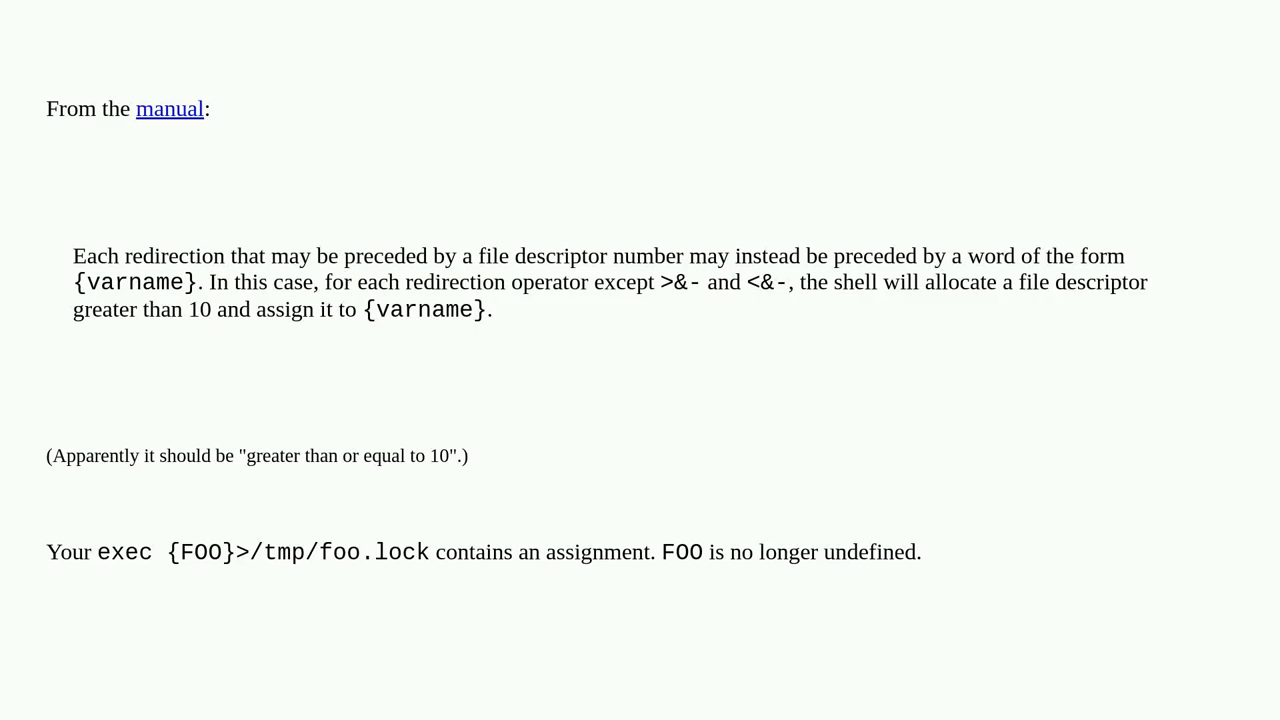 From the manual:
Each redirection that may be preceded by a file descriptor number may instead be preceded by a word of the form
{varname}. In this case, for each redirection operator except >&- and <&-, the shell will allocate a file descriptor
greater than 10 and assign it to {varname}.
(Apparently it should be "greater than or equal to 10".)
Your exec {FOO}>/tmp/foo.lock contains an assignment. FOO is no longer undefined.